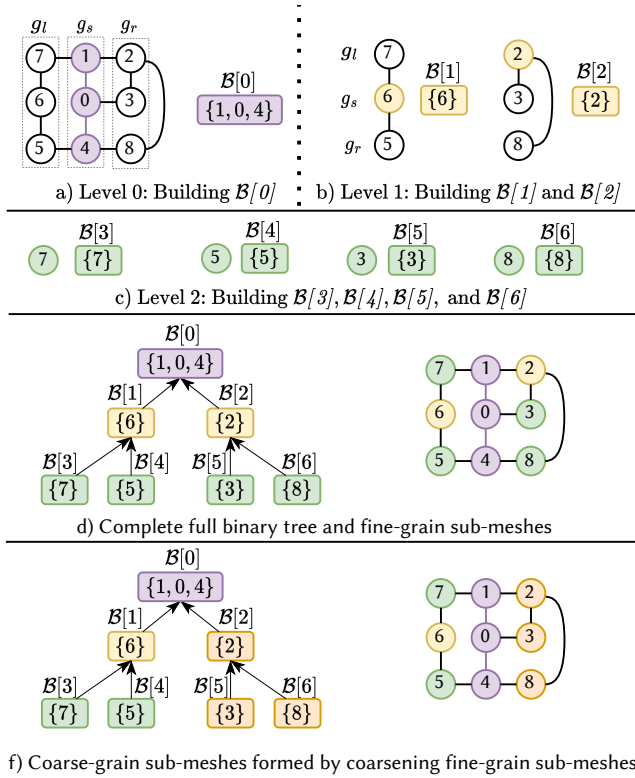 g_l g_s g_r
7 1 2
6 0 3
5 4 8
B[0]
{1, 0, 4}
a) Level 0: Building B[0]
g_l 7
g_s 6
g_r 5
B[1]
{6}
2
3
8
B[2]
{2}
b) Level 1: Building B[1] and B[2]
B[3] B[4] B[5] B[6]
7 {7} 5 {5} 3 {3} 8 {8}
c) Level 2: Building B[3], B[4], B[5], and B[6]
B[0]
{1, 0, 4}
B[1] B[2]
{6} {2}
B[3] B[4] B[5] B[6]
{7} {5} {3} {8}
7 1 2
6 0 3
5 4 8
d) Complete full binary tree and fine-grain sub-meshes
B[0]
{1, 0, 4}
B[1] B[2]
{6} {2}
B[3] B[4] B[5] B[6]
{7} {5} {3} {8}
7 1 2
6 0 3
5 4 8
f) Coarse-grain sub-meshes formed by coarsening fine-grain sub-meshes